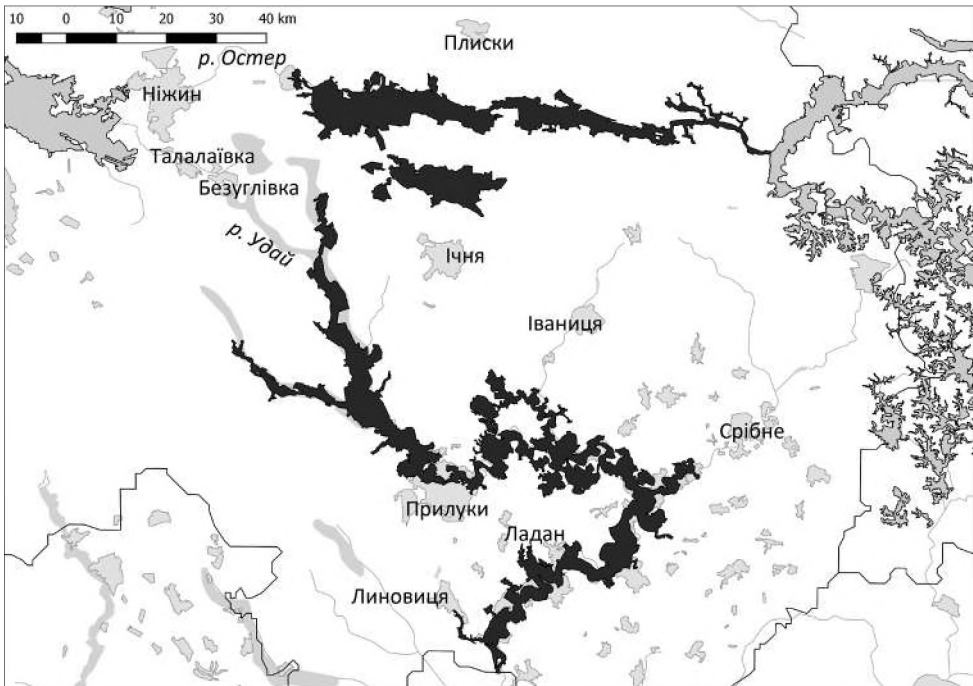 10 0 10 20 30 40 km
Плиски
р. Остер
Ніжин
Талалаївка
Безуглівка
р. Удай
Ічня
Іваниця
Срібне
Прилуки
Ладан
Линовиця